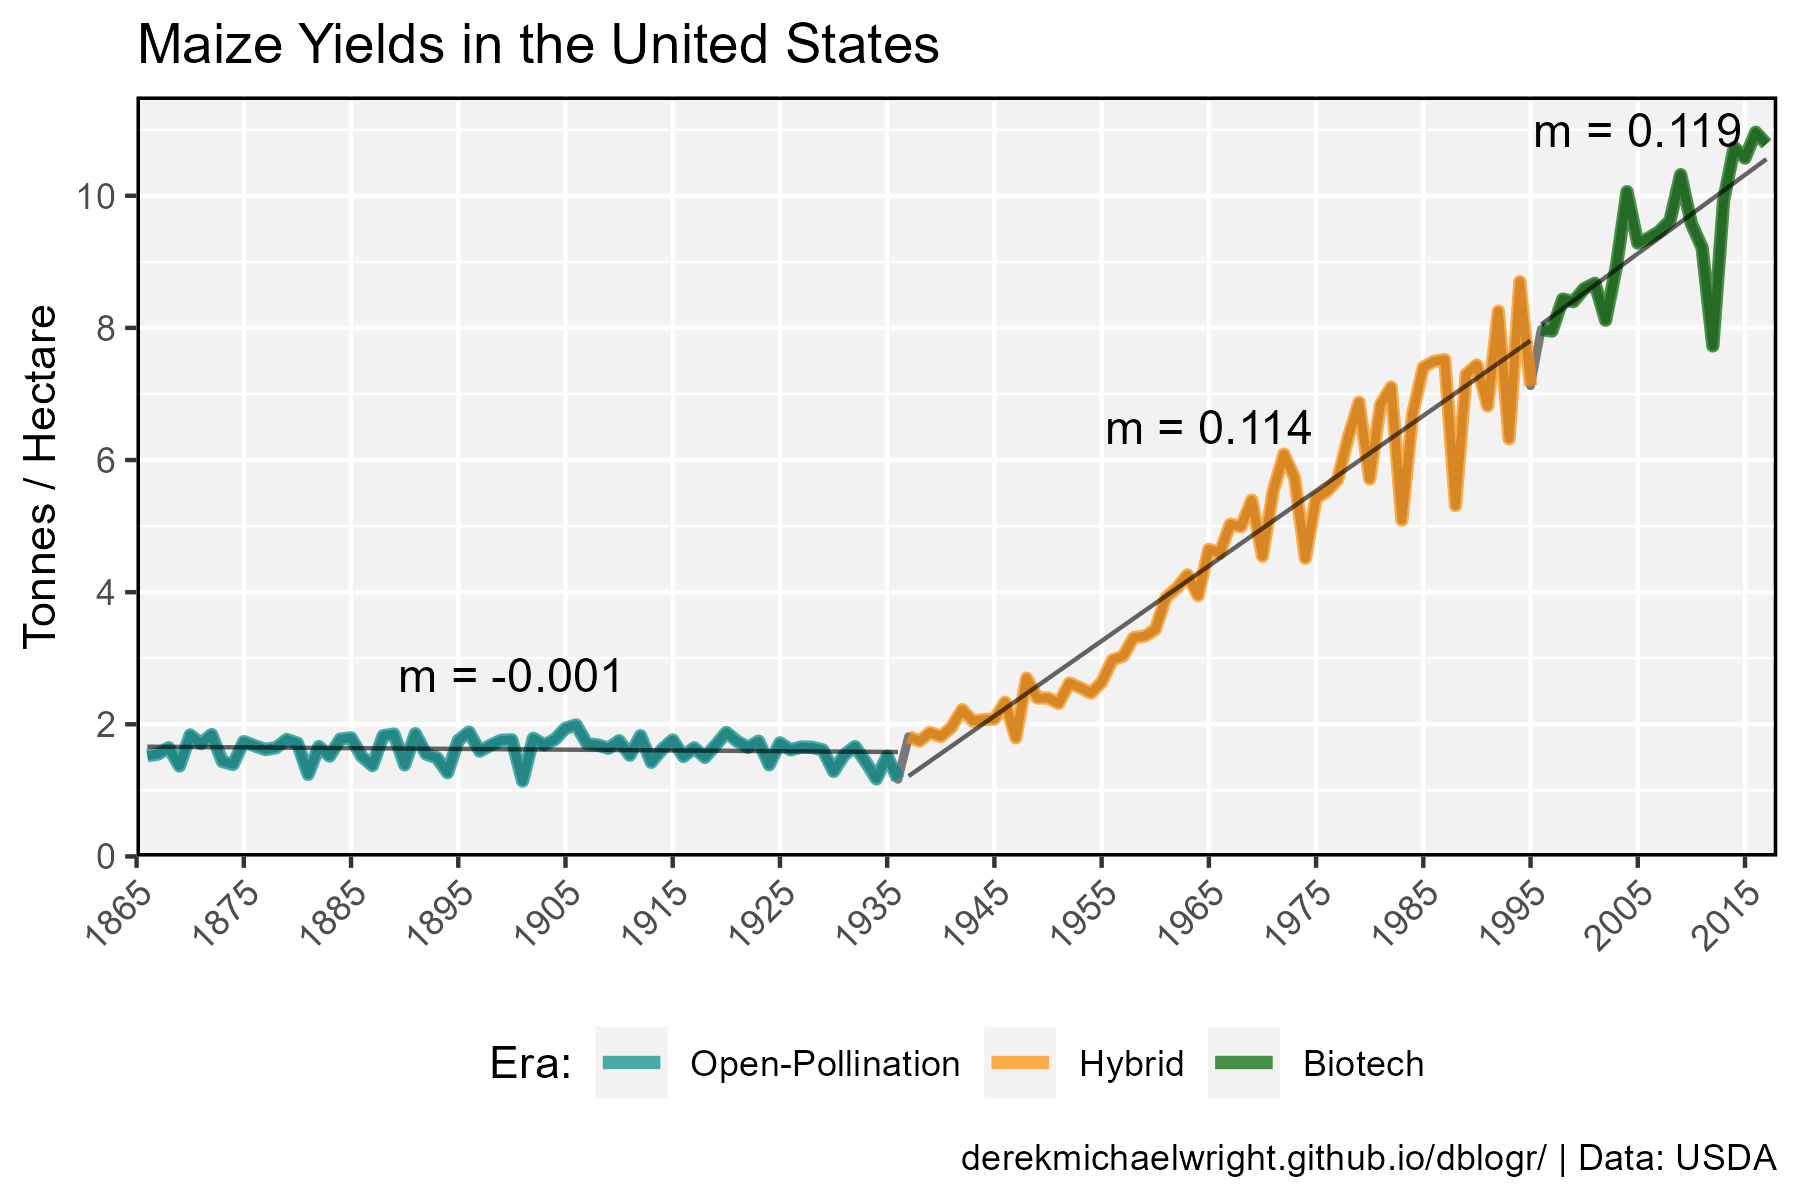 Maize Yields in the United States
m = 0.119
m = 0.114
m = -0.001
Tonnes / Hectare
10
8
6
4
2
0
1865 1875 1885 1895 1905 1915 1925 1935 1945 1955 1965 1975 1985 1995 2005 2015
Era: Open-Pollination Hybrid Biotech
derekmichaelwright.github.io/dblogr/ | Data: USDA